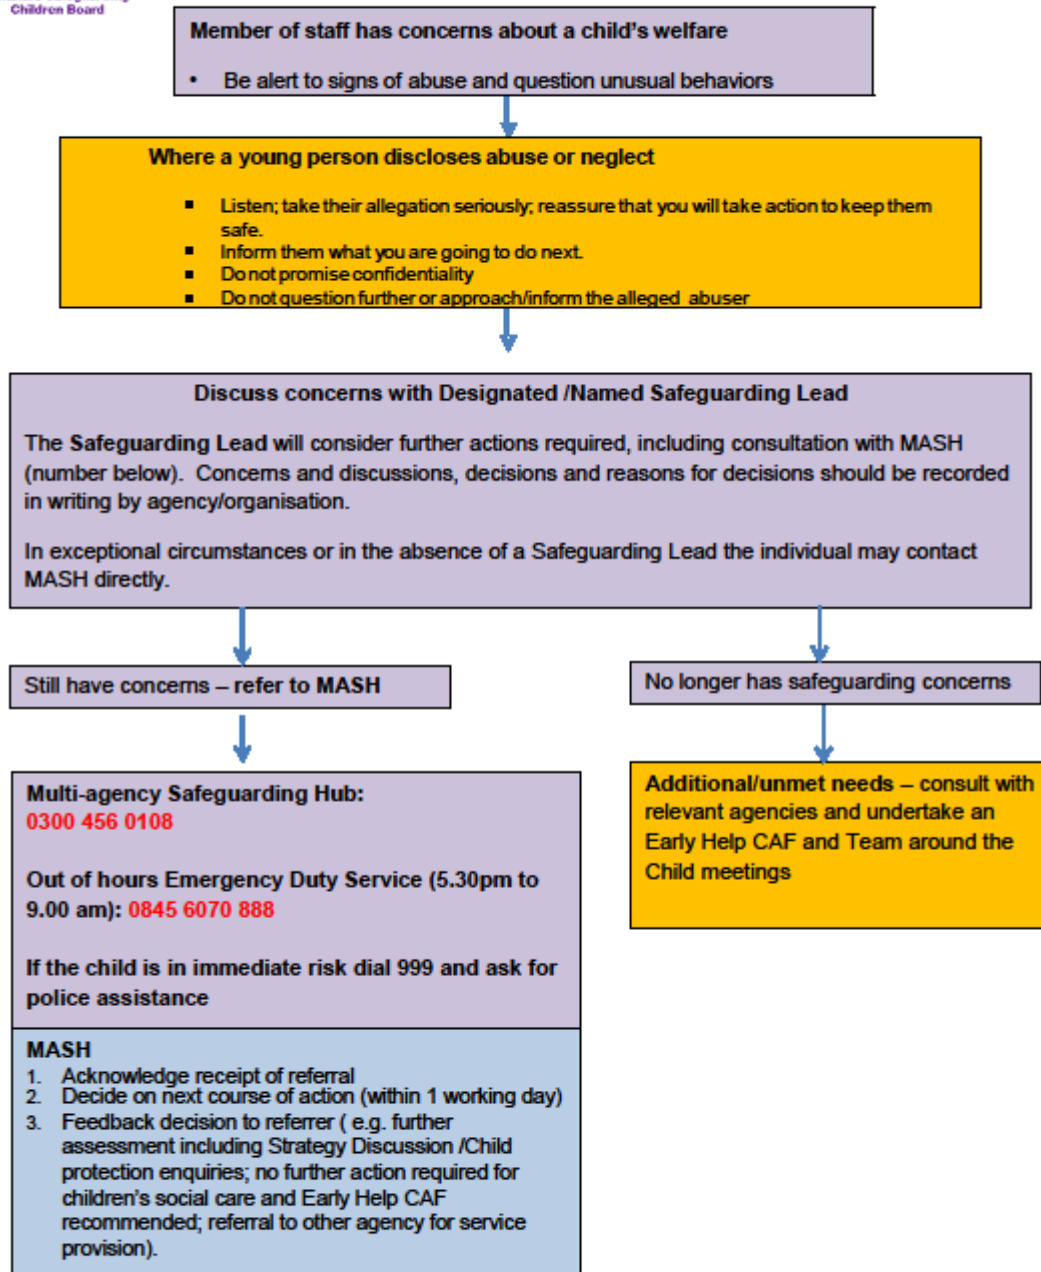 Children Board
Member of staff has concerns about a child's welfare
• Be alert to signs of abuse and question unusual behaviors
Where a young person discloses abuse or neglect
▪ Listen; take their allegation seriously; reassure that you will take action to keep them
safe.
▪ Inform them what you are going to do next.
▪ Do not promise confidentiality
▪ Do not question further or approach/inform the alleged abuser
Discuss concerns with Designated /Named Safeguarding Lead
The Safeguarding Lead will consider further actions required, including consultation with MASH
(number below). Concerns and discussions, decisions and reasons for decisions should be recorded
in writing by agency/organisation.
In exceptional circumstances or in the absence of a Safeguarding Lead the individual may contact
MASH directly.
Still have concerns – refer to MASH
No longer has safeguarding concerns
Multi-agency Safeguarding Hub:
0300 456 0108
Out of hours Emergency Duty Service (5.30pm to
9.00 am): 0845 6070 888
If the child is in immediate risk dial 999 and ask for
police assistance
Additional/unmet needs – consult with
relevant agencies and undertake an
Early Help CAF and Team around the
Child meetings
MASH
1. Acknowledge receipt of referral
2. Decide on next course of action (within 1 working day)
3. Feedback decision to referrer ( e.g. further
assessment including Strategy Discussion /Child
protection enquiries; no further action required for
children's social care and Early Help CAF
recommended; referral to other agency for service
provision).